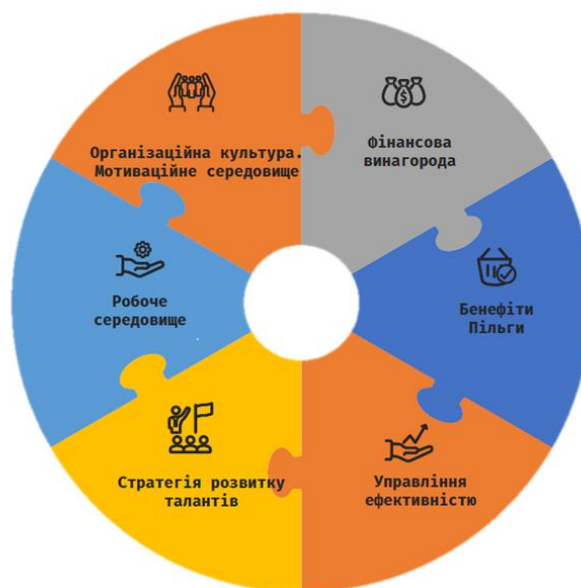 Організаційна культура.
Мотиваційне середовище
Фінансова
винагорода
Робоче
середовище
Бенефіти
Пільги
Стратегія розвитку
талантів
Управління
ефективністю